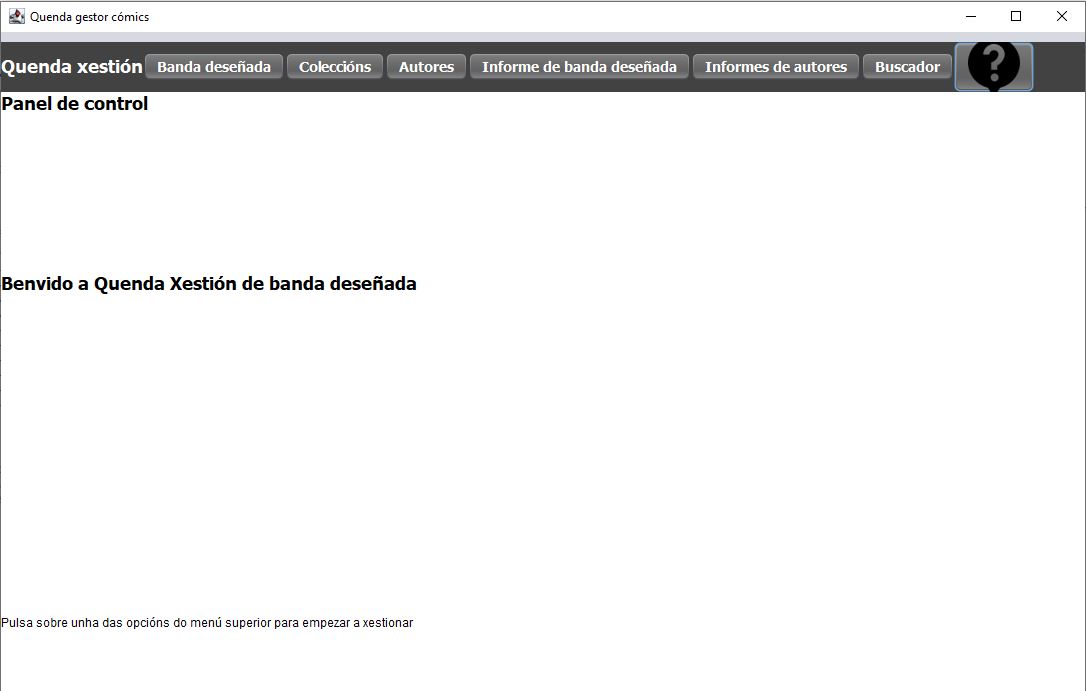 Quenda gestor cómics
Quenda xestión Banda deseñada Coleccións Autores Informe de banda deseñada Informes de autores Buscador ?
Panel de control
Benvido a Quenda Xestión de banda deseñada
Pulsa sobre unha das opcións do menú superior para empezar a xestionar